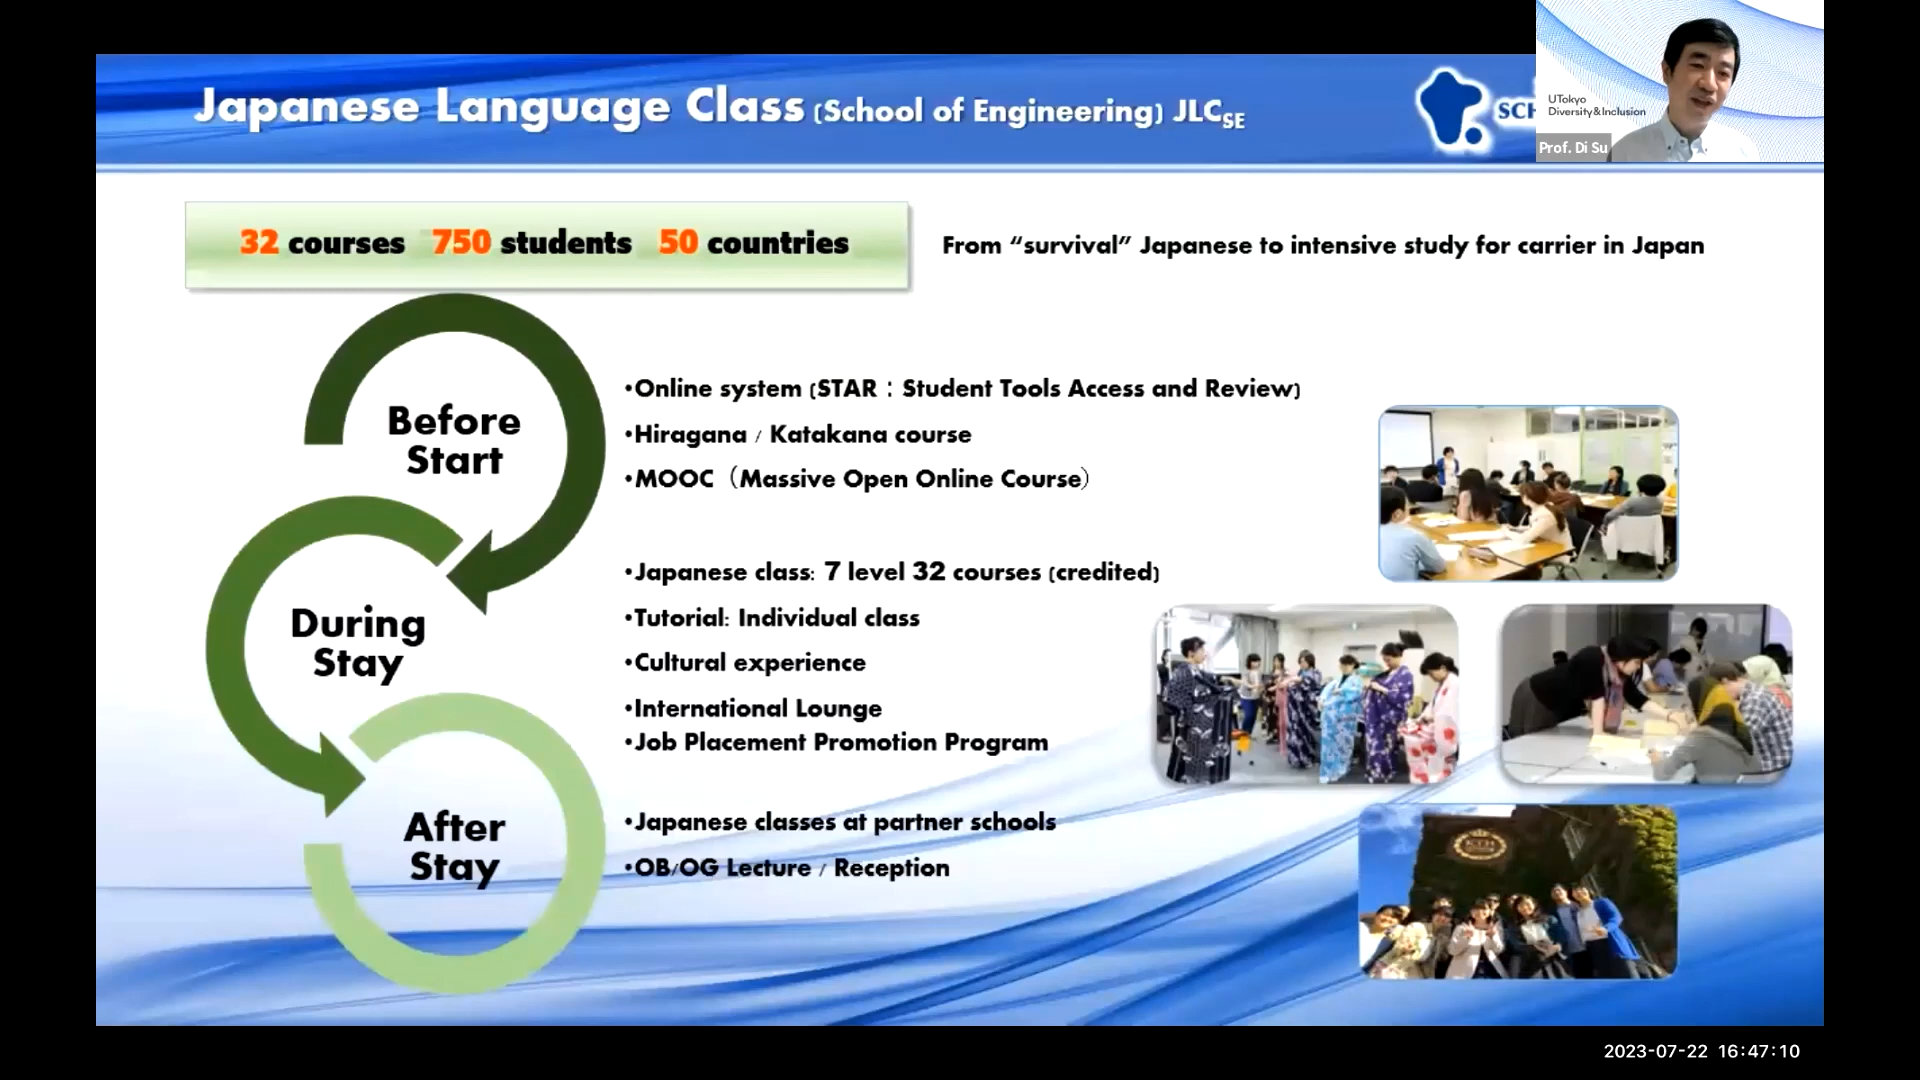 Japanese Language Class (School of Engineering) JLCSE
SCH
UTokyo
Diversity&Inclusion
Prof. Di Su
32 courses 750 students 50 countries
From “survival” Japanese to intensive study for carrier in Japan
Before
Start
•Online system (STAR：Student Tools Access and Review)
•Hiragana / Katakana course
•MOOC（Massive Open Online Course）
During
Stay
•Japanese class: 7 level 32 courses (credited)
•Tutorial: Individual class
•Cultural experience
•International Lounge
•Job Placement Promotion Program
After
Stay
•Japanese classes at partner schools
•OB/OG Lecture / Reception
KTH
2023-07-22 16:47:10